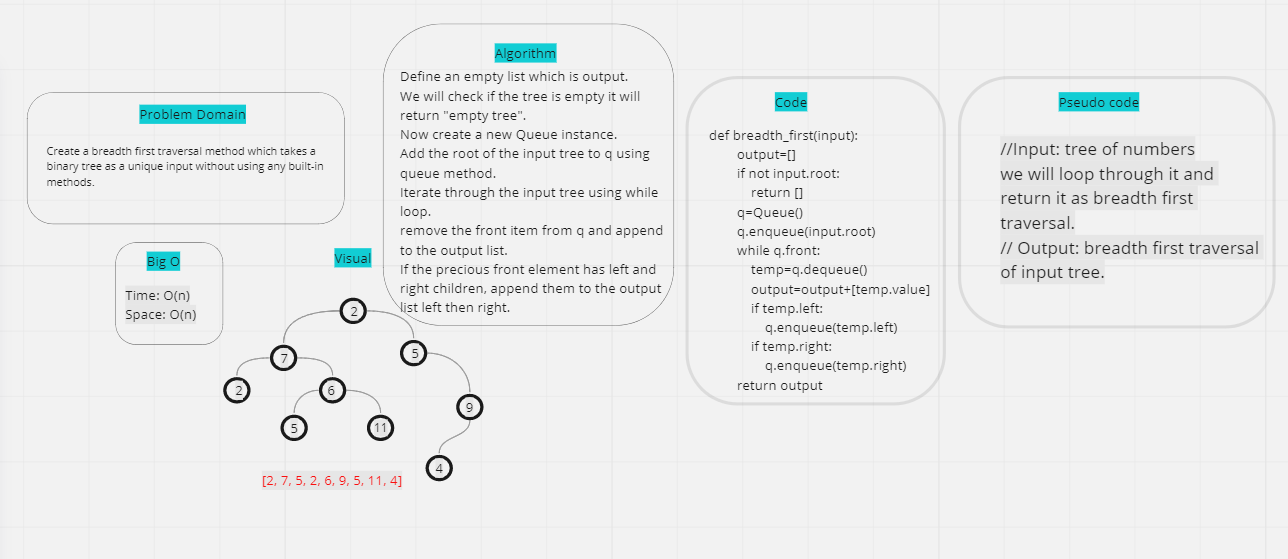 Problem Domain
Create a breadth first traversal method which takes a
binary tree as a unique input without using any built-in
methods.
Big O
Time: O(n)
Space: O(n)
Visual
2
7
5
2
6
9
5
11
4
[2, 7, 5, 2, 6, 9, 5, 11, 4]
Algorithm
Define an empty list which is output.
We will check if the tree is empty it will
return "empty tree".
Now create a new Queue instance.
Add the root of the input tree to q using
queue method.
Iterate through the input tree using while
loop.
remove the front item from q and append
to the output list.
If the precious front element has left and
right children, append them to the output
list left then right.
Code
def breadth_first(input):
output=[]
if not input.root:
return []
q=Queue()
q.enqueue(input.root)
while q.front:
temp=q.dequeue()
output=output+[temp.value]
if temp.left:
q.enqueue(temp.left)
if temp.right:
q.enqueue(temp.right)
return output
Pseudo code
//Input: tree of numbers
we will loop through it and
return it as breadth first
traversal.
// Output: breadth first traversal
of input tree.